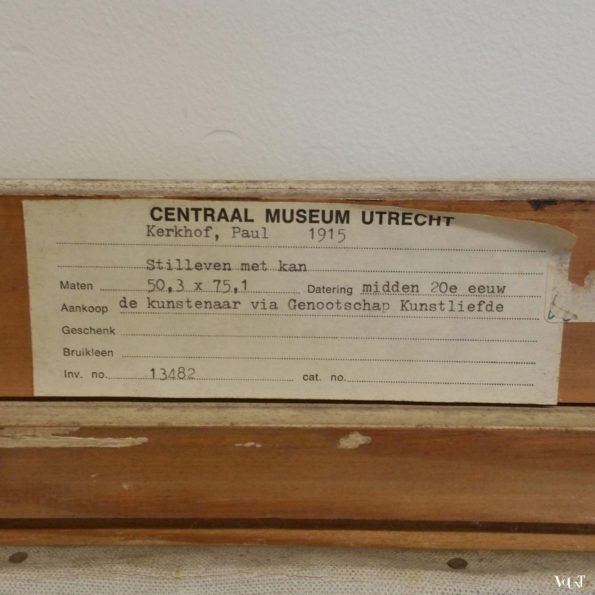 CENTRAAL MUSEUM UTRECHT
Kerkhof, Paul 1915
Stilleven met kan
Maten 50,3 x 75,1 Datering midden 20e eeuw
Aankoop de kunstenaar via Genootschap Kunstliefde
Geschenk
Bruikleen
Inv. no. 13482 cat. no.